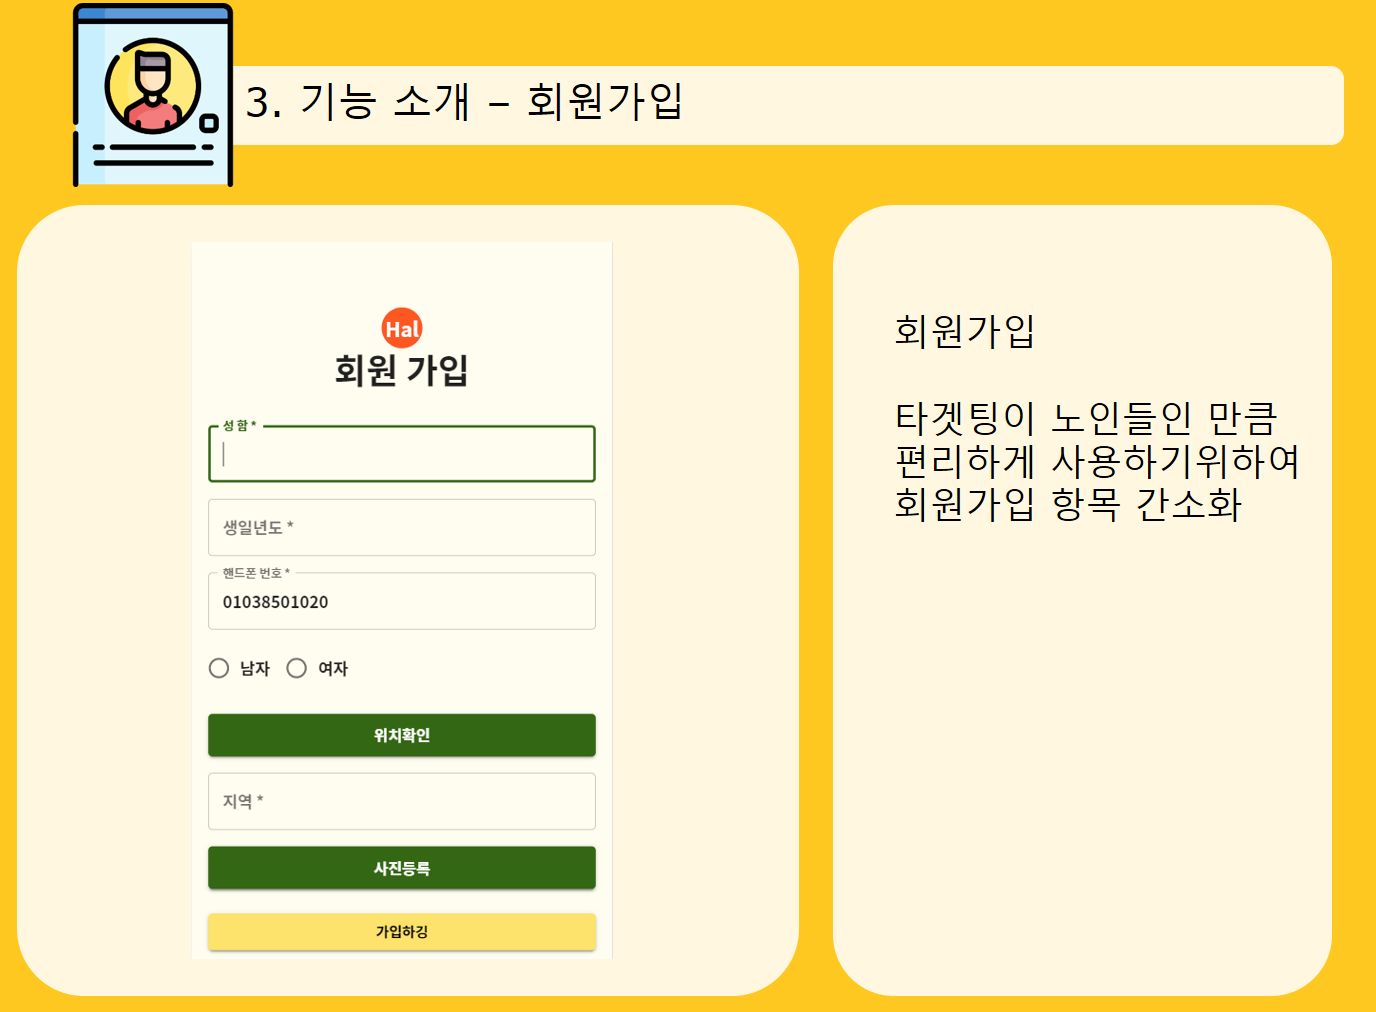 3. 기능 소개 – 회원가입
Hal
회원 가입
성 함 *
생일년도 *
핸드폰 번호 *
01038501020
남자 여자
위치확인
지역 *
사진등록
가입하깅
회원가입
타겟팅이 노인들인 만큼
편리하게 사용하기위하여
회원가입 항목 간소화